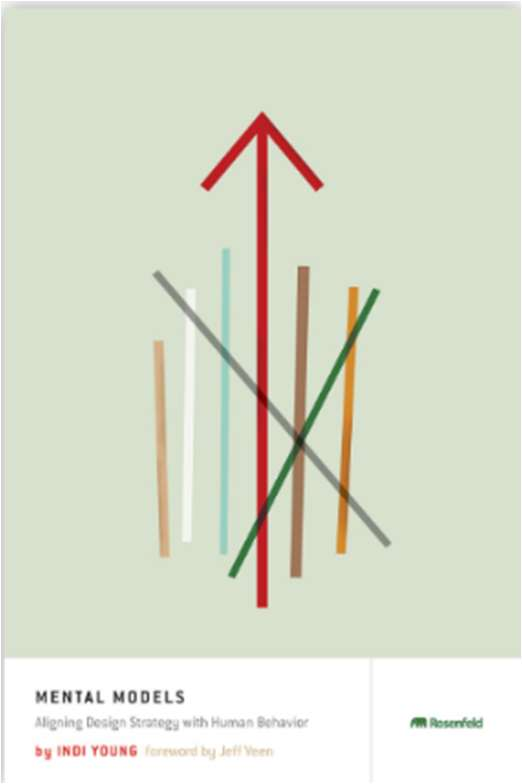 MENTAL MODELS
Aligning Design Strategy with Human Behavior
by INDI YOUNG foreword by Jeff Veen
Rosenfeld